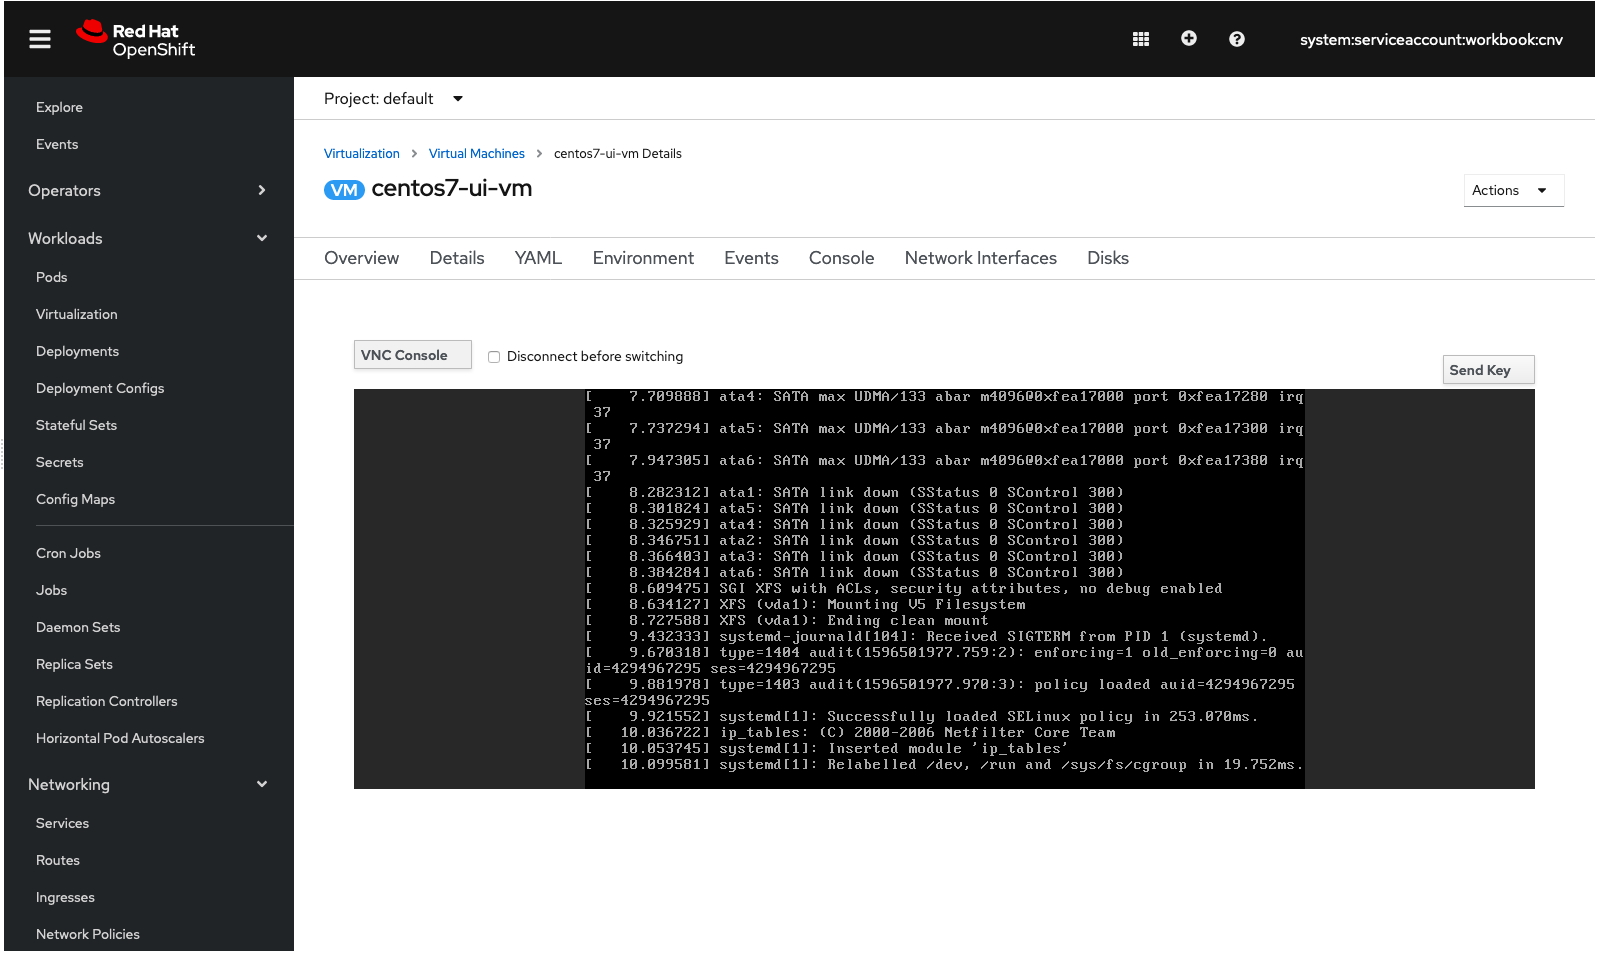 Red Hat
OpenShift
system:serviceaccount:workbook:cnv
Explore
Events
Operators
Workloads
Pods
Virtualization
Deployments
Deployment Configs
Stateful Sets
Secrets
Config Maps
Cron Jobs
Jobs
Daemon Sets
Replica Sets
Replication Controllers
Horizontal Pod Autoscalers
Networking
Services
Routes
Ingresses
Network Policies
Project: default
Virtualization > Virtual Machines > centos7-ui-vm Details
VM centos7-ui-vm
Actions
Overview Details YAML Environment Events Console Network Interfaces Disks
VNC Console
Disconnect before switching
Send Key
[    7.709888] ata4: SATA max UDMA/133 abar m4096@0xfea17000 port 0xfea17280 irq
 37
[    7.737294] ata5: SATA max UDMA/133 abar m4096@0xfea17000 port 0xfea17300 irq
 37
[    7.947305] ata6: SATA max UDMA/133 abar m4096@0xfea17000 port 0xfea17380 irq
 37
[    8.282312] ata1: SATA link down (SStatus 0 SControl 300)
[    8.301824] ata5: SATA link down (SStatus 0 SControl 300)
[    8.325929] ata4: SATA link down (SStatus 0 SControl 300)
[    8.346751] ata2: SATA link down (SStatus 0 SControl 300)
[    8.366403] ata3: SATA link down (SStatus 0 SControl 300)
[    8.384284] ata6: SATA link down (SStatus 0 SControl 300)
[    8.609475] SGI XFS with ACLs, security attributes, no debug enabled
[    8.634127] XFS (vda1): Mounting V5 Filesystem
[    8.727588] XFS (vda1): Ending clean mount
[    9.432333] systemd-journald[104]: Received SIGTERM from PID 1 (systemd).
[    9.670318] type=1404 audit(1596501977.759:2): enforcing=1 old_enforcing=0 au
id=4294967295 ses=4294967295
[    9.881978] type=1403 audit(1596501977.970:3): policy loaded auid=4294967295
ses=4294967295
[    9.921552] systemd[1]: Successfully loaded SELinux policy in 253.070ms.
[   10.036722] ip_tables: (C) 2000-2006 Netfilter Core Team
[   10.053745] systemd[1]: Inserted module 'ip_tables'
[   10.099581] systemd[1]: Relabelled /dev, /run and /sys/fs/cgroup in 19.752ms.